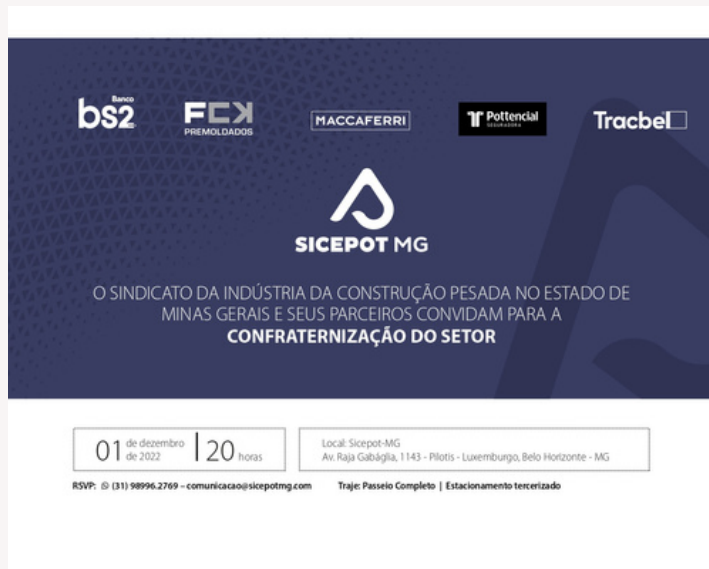 Banco
bs2
FCK
PREMOLDADOS
MACCAFERRI
Pottencial
SEGURADORA
Tracbel
SICEPOT MG
O SINDICATO DA INDÚSTRIA DA CONSTRUÇÃO PESADA NO ESTADO DE
MINAS GERAIS E SEUS PARCEIROS CONVIDAM PARA A
CONFRATERNIZAÇÃO DO SETOR
01 de dezembro de 2022 | 20 horas
Local: Sicepot-MG
Av. Raja Gabáglia, 1143 - Pilotis - Luxemburgo, Belo Horizonte - MG
RSVP: (31) 98996.2769 – comunicacao@sicepotmg.com Traje: Passeio Completo | Estacionamento tercerizado